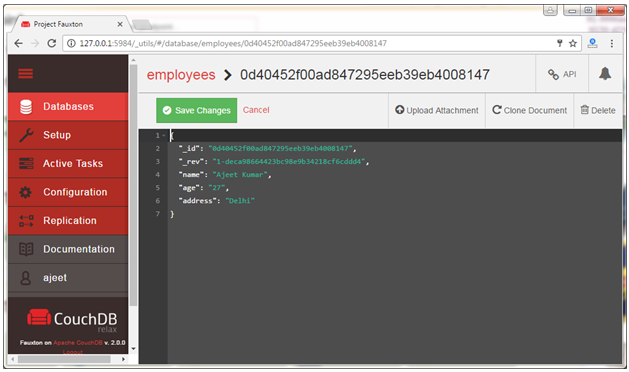 Project Fauxton
127.0.0.1:5984/_utils/#/database/employees/0d40452f00ad847295eeb39eb4008147
employees > 0d40452f00ad847295eeb39eb4008147
API
Save Changes Cancel Upload Attachment Clone Document Delete
Databases
Setup
Active Tasks
Configuration
Replication
Documentation
ajeet
CouchDB
relax
Fauxton on Apache CouchDB v. 2.0.0
Logout
1 {
2 "_id": "0d40452f00ad847295eeb39eb4008147",
3 "_rev": "1-deca98664423bc98e9b34218cf6cddd4",
4 "name": "Ajeet Kumar",
5 "age": "27",
6 "address": "Delhi"
7 }